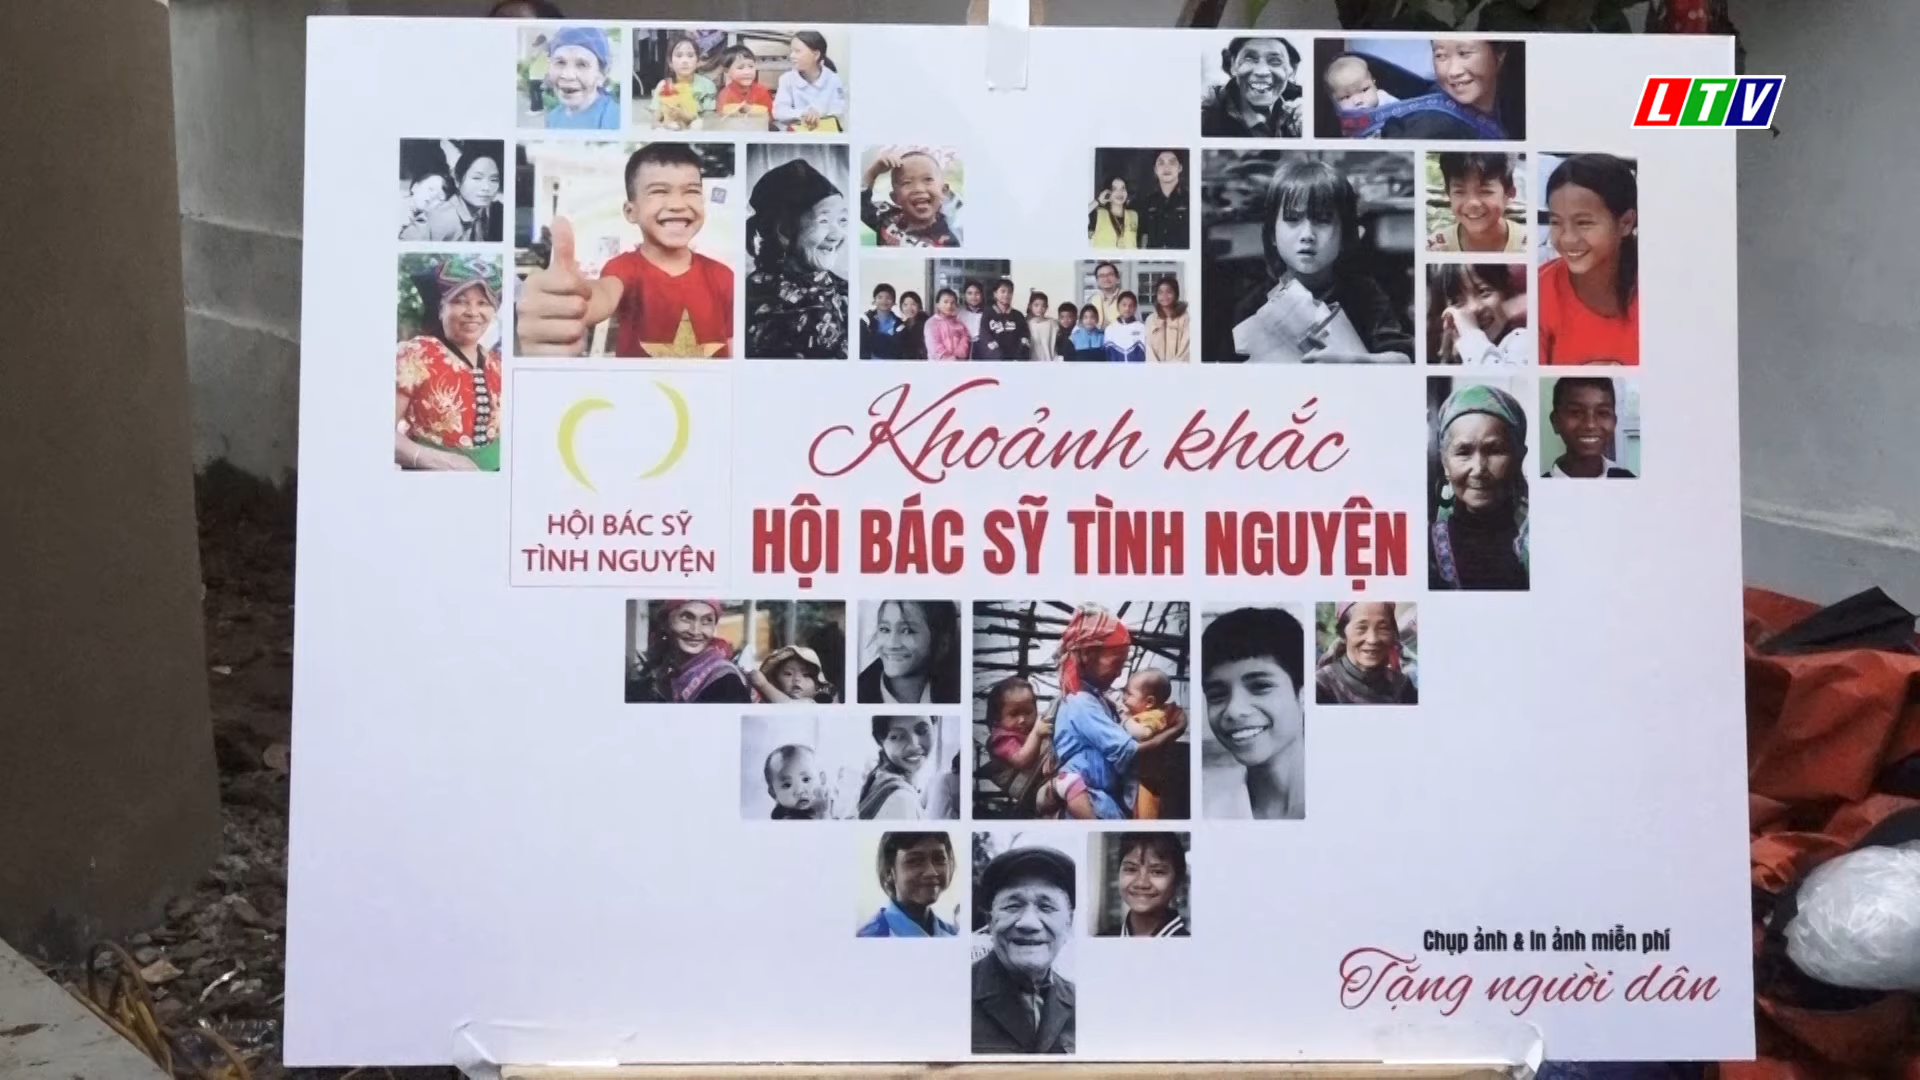 LTV
Khoảnh khắc
HỘI BÁC SỸ TÌNH NGUYỆN
HỘI BÁC SỸ
TÌNH NGUYỆN
Chụp ảnh & In ảnh miễn phí
Tặng người dân